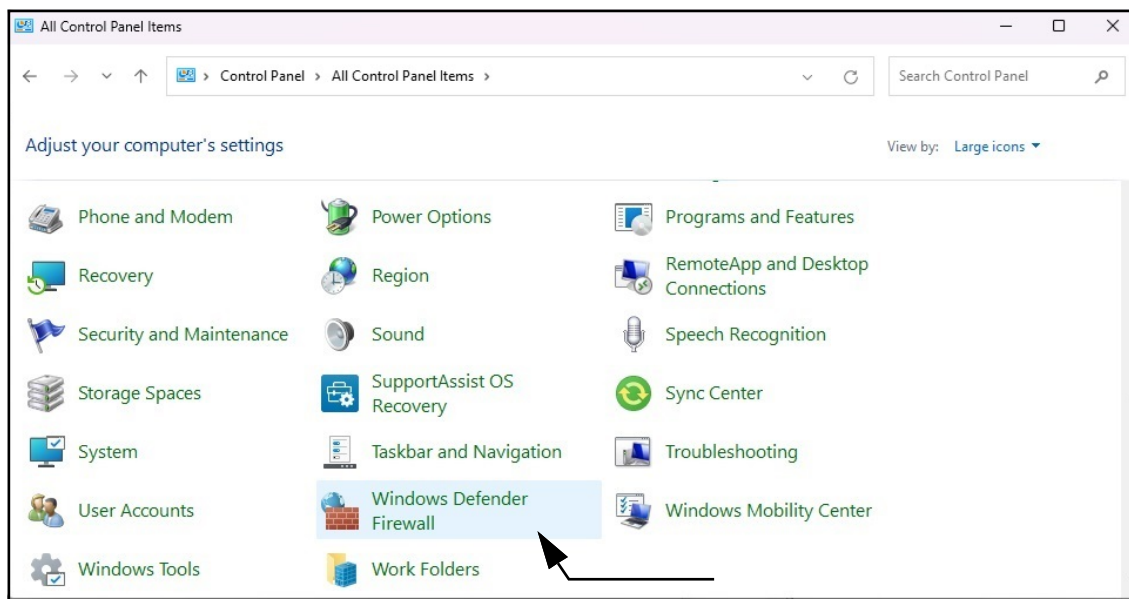 All Control Panel Items
Control Panel > All Control Panel Items >
Search Control Panel
Adjust your computer's settings
View by: Large icons
Phone and Modem
Power Options
Programs and Features
Recovery
Region
RemoteApp and Desktop
Connections
Security and Maintenance
Sound
Speech Recognition
Storage Spaces
SupportAssist OS
Recovery
Sync Center
System
Taskbar and Navigation
Troubleshooting
User Accounts
Windows Defender
Firewall
Windows Mobility Center
Windows Tools
Work Folders